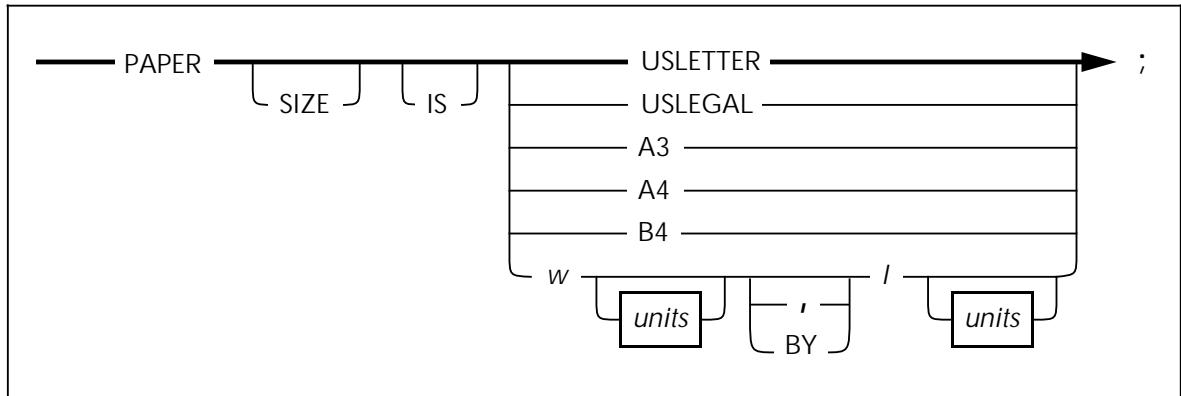 PAPER USLETTER ;
SIZE IS USLEGAL
A3
A4
B4
w l
units , units
BY